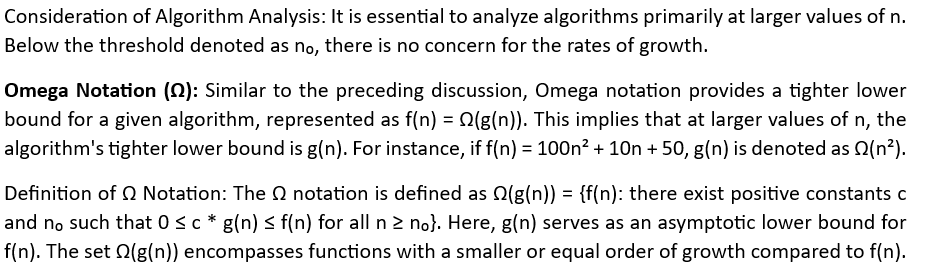 Consideration of Algorithm Analysis: It is essential to analyze algorithms primarily at larger values of n.
Below the threshold denoted as n₀, there is no concern for the rates of growth.
Omega Notation (Ω): Similar to the preceding discussion, Omega notation provides a tighter lower
bound for a given algorithm, represented as f(n) = Ω(g(n)). This implies that at larger values of n, the
algorithm's tighter lower bound is g(n). For instance, if f(n) = 100n² + 10n + 50, g(n) is denoted as Ω(n²).
Definition of Ω Notation: The Ω notation is defined as Ω(g(n)) = {f(n): there exist positive constants c
and n₀ such that 0 ≤ c * g(n) ≤ f(n) for all n ≥ n₀}. Here, g(n) serves as an asymptotic lower bound for
f(n). The set Ω(g(n)) encompasses functions with a smaller or equal order of growth compared to f(n).